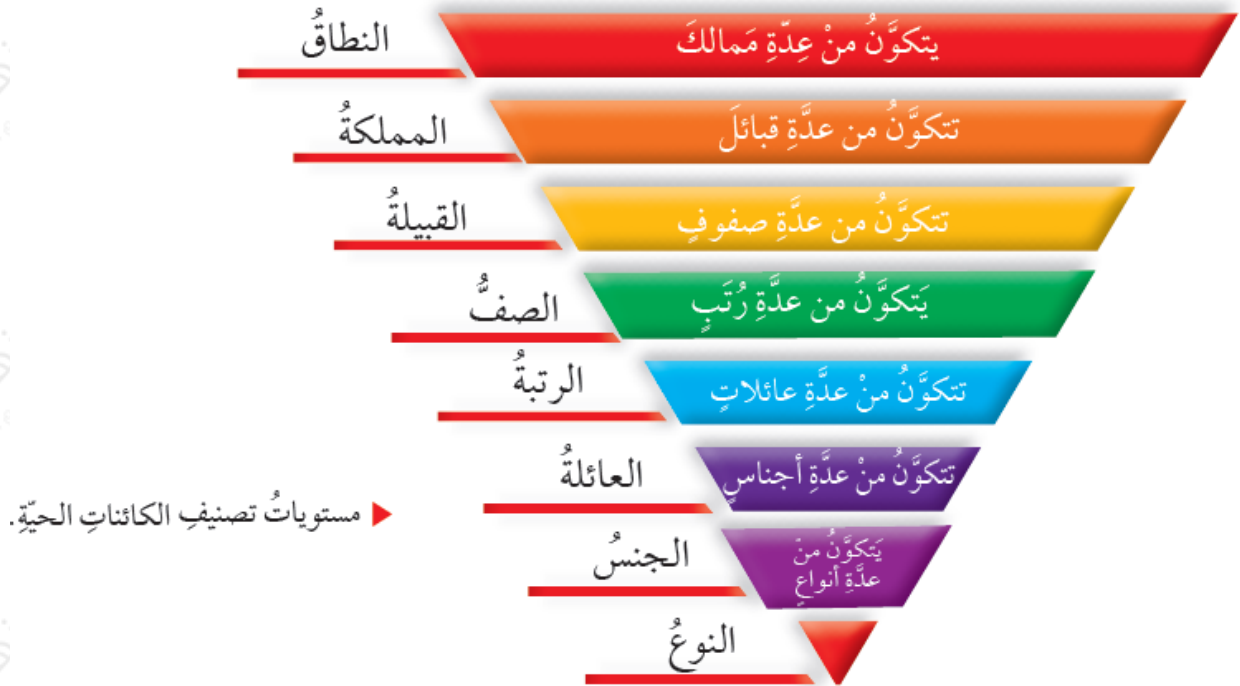 النطاقُ
يتكوَّنُ منْ عِدّةِ مَمالكَ
المملكةُ
تتكوَّنُ من عدَّةِ قبائلَ
القبيلةُ
تتكوَّنُ من عدَّةِ صفوفٍ
الصفُّ
يَتكوَّنُ من عدَّةِ رُتَبٍ
الرتبةُ
تتكوَّنُ منْ عدَّةِ عائلاتٍ
العائلةُ
تتكوَّنُ منْ عدَّةِ أجناسٍ
الجنسُ
يَتكوَّنُ منْ
عدَّةِ أنواعٍ
النوعُ
مستوياتُ تصنيفِ الكائناتِ الحيّةِ.